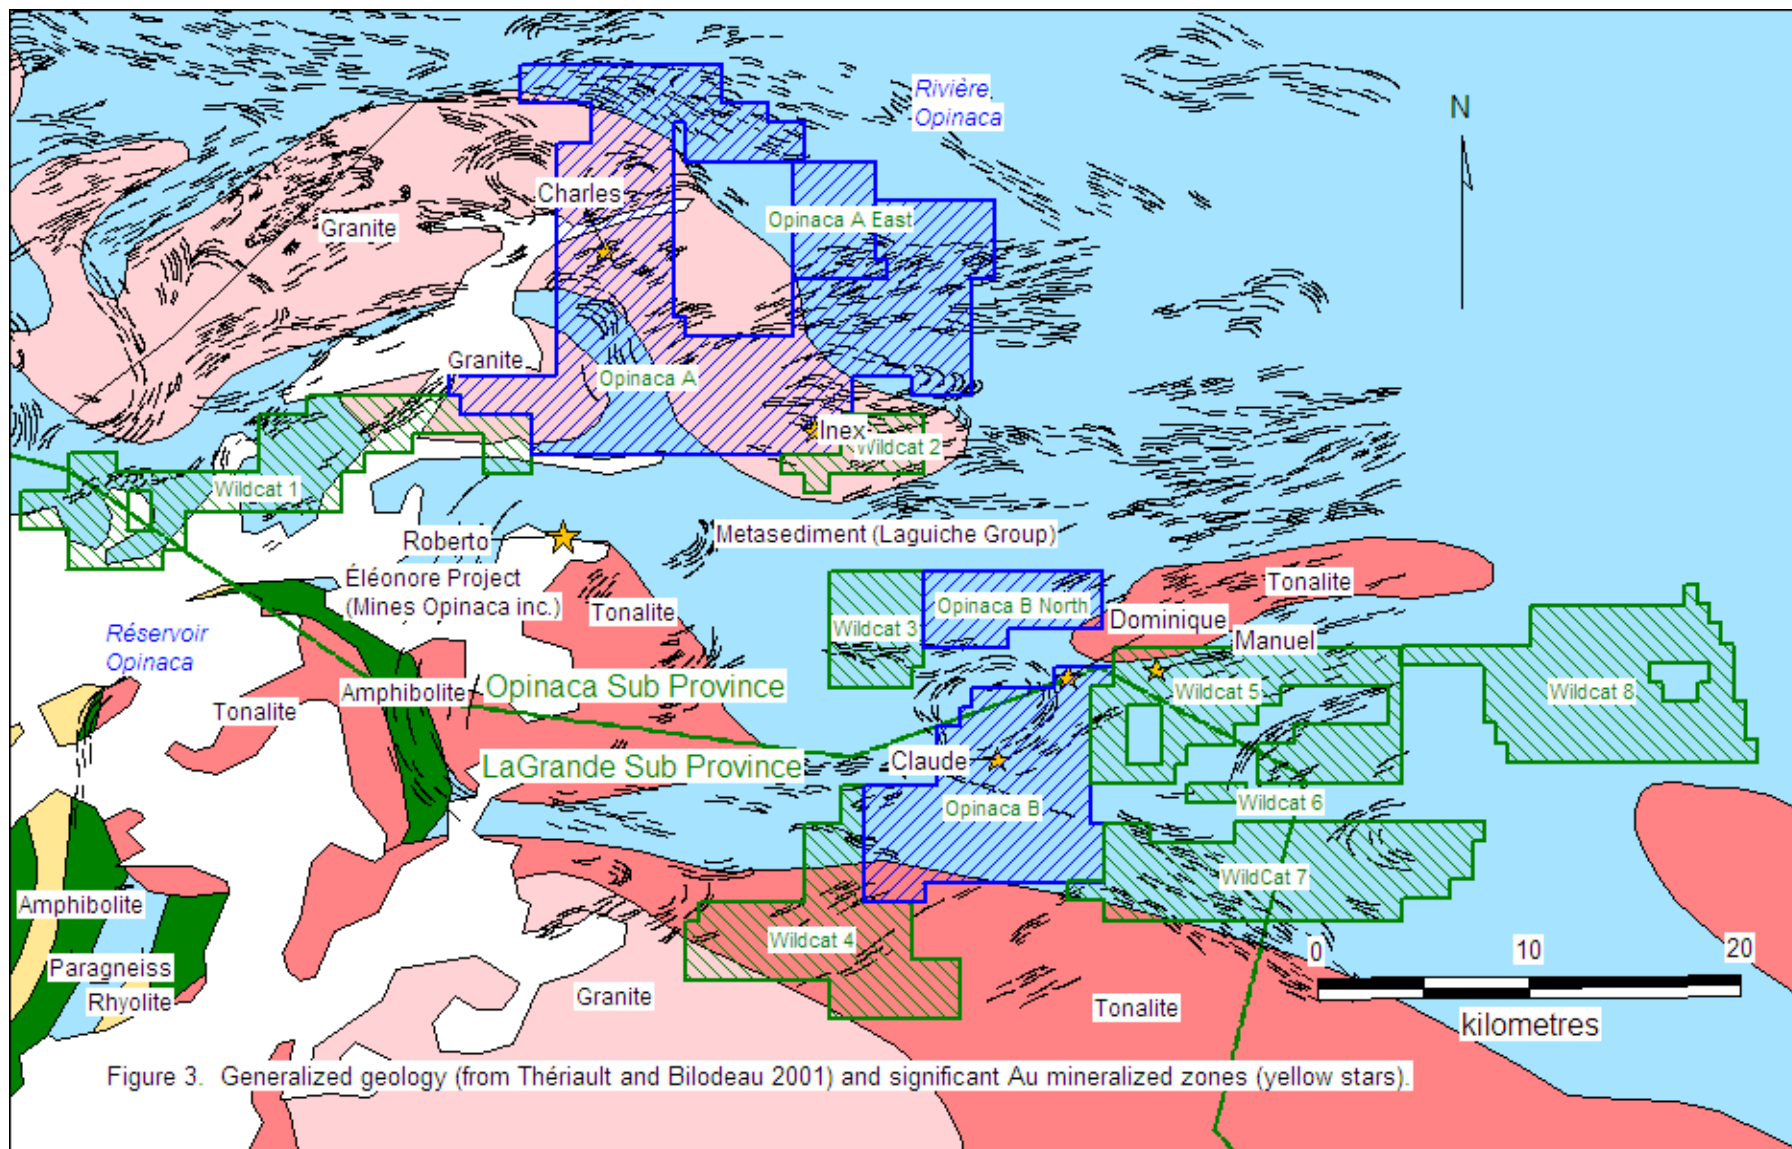 Rivière,
Opinaca
N
Charles
Granite
Opinaca A East
Granite
Opinaca A
Inex
Wildcat 2
Wildcat 1
Roberto
Metasediment (Laguiche Group)
Éléonore Project
(Mines Opinaca inc.)
Tonalite
Tonalite
Opinaca B North
Wildcat 3
Dominique
Manuel
Réservoir
Opinaca
Amphibolite
Opinaca Sub Province
Wildcat 5
Wildcat 8
Tonalite
LaGrande Sub Province
Claude
Opinaca B
Wildcat 6
WildCat 7
Amphibolite
Wildcat 4
0 10 20
Paragneiss
Rhyolite
Granite
Tonalite
kilometres
Figure 3. Generalized geology (from Thériault and Bilodeau 2001) and significant Au mineralized zones (yellow stars).